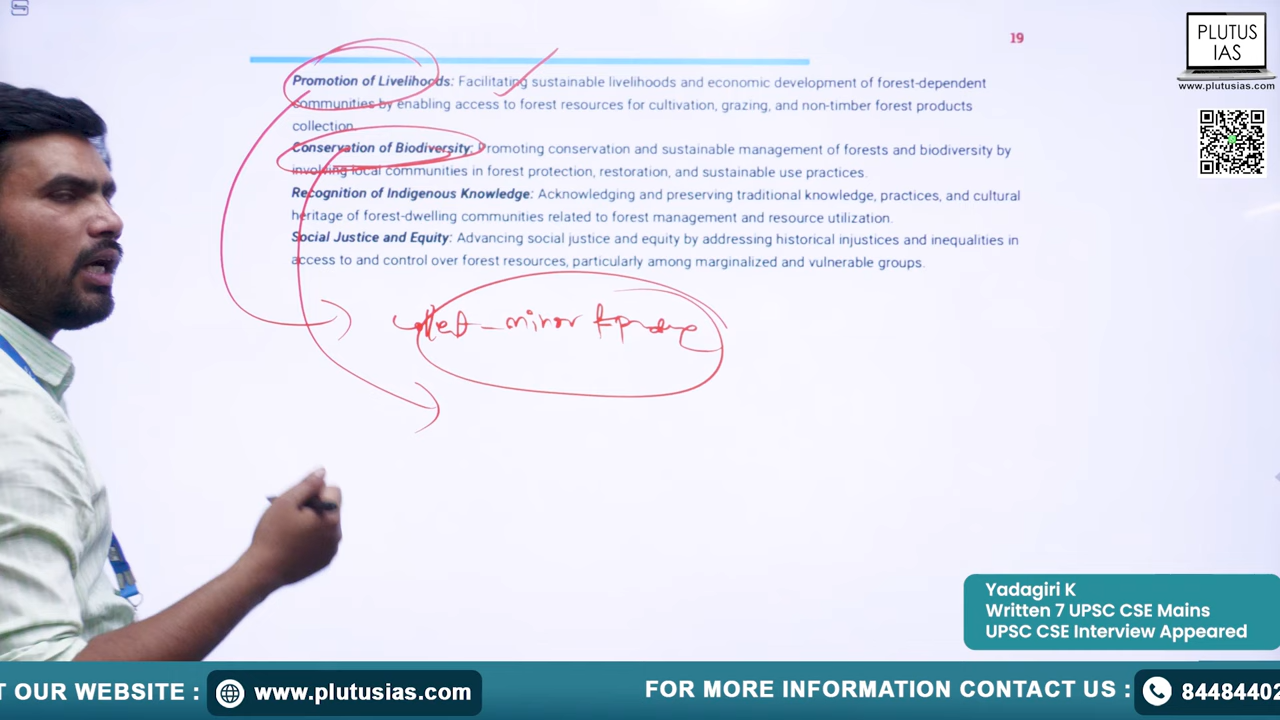 19
PLUTUS
IAS
www.plutusias.com
Promotion of Livelihoods: Facilitating sustainable livelihoods and economic development of forest-dependent
communities by enabling access to forest resources for cultivation, grazing, and non-timber forest products
collection.
Conservation of Biodiversity: Promoting conservation and sustainable management of forests and biodiversity by
involving local communities in forest protection, restoration, and sustainable use practices.
Recognition of Indigenous Knowledge: Acknowledging and preserving traditional knowledge, practices, and cultural
heritage of forest-dwelling communities related to forest management and resource utilization.
Social Justice and Equity: Advancing social justice and equity by addressing historical injustices and inequalities in
access to and control over forest resources, particularly among marginalized and vulnerable groups.
minor
Yadagiri K
Written 7 UPSC CSE Mains
UPSC CSE Interview Appeared
T OUR WEBSITE : www.plutusias.com FOR MORE INFORMATION CONTACT US : 84484402